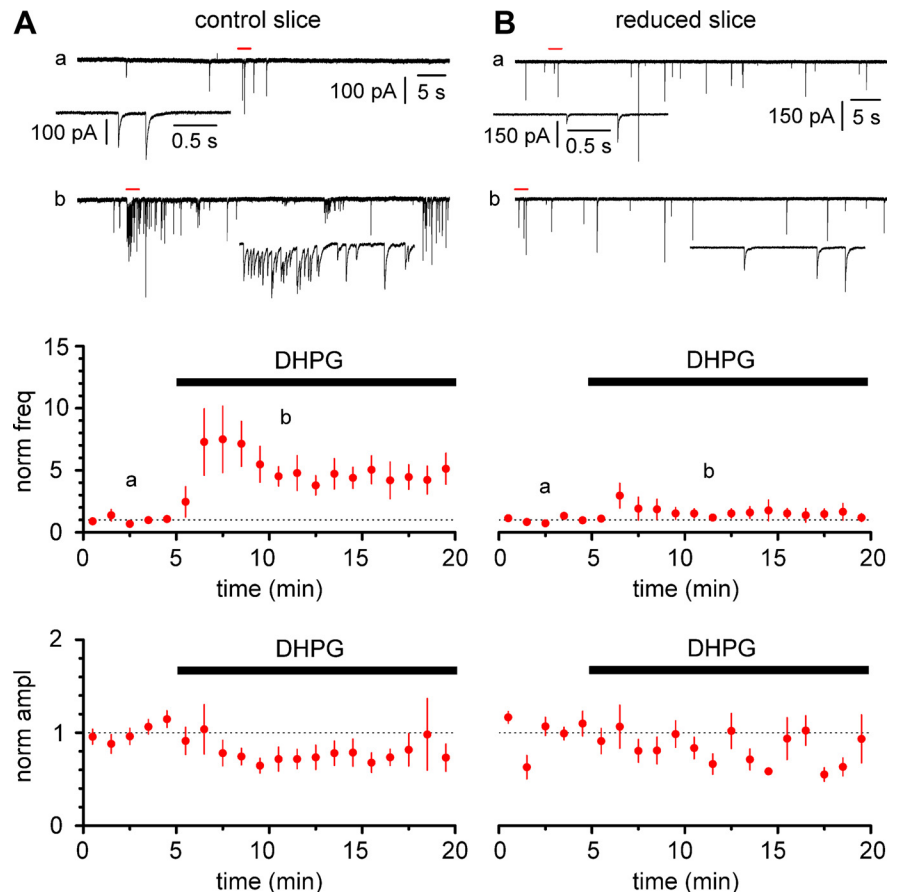 A control slice
B reduced slice
a
100 pA 5 s
100 pA 0.5 s
a
150 pA 5 s
150 pA 0.5 s
b
b
15
10
5
0
norm freq
DHPG
a
b
0 5 10 15 20
time (min)
DHPG
a
b
0 5 10 15 20
time (min)
2
1
0
norm ampl
DHPG
0 5 10 15 20
time (min)
DHPG
0 5 10 15 20
time (min)